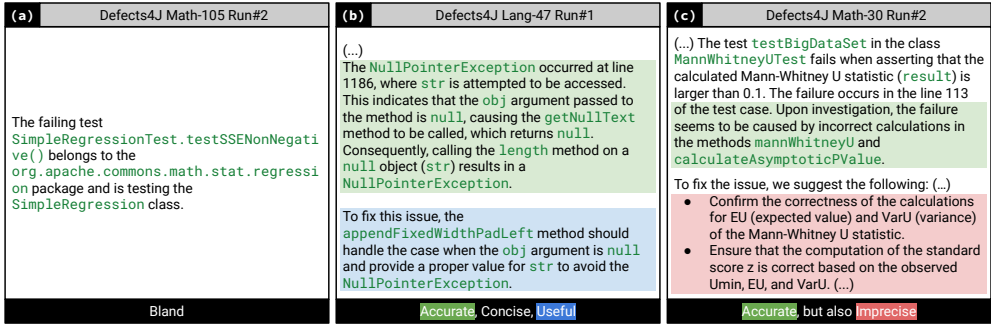 (a) Defects4J Math-105 Run#2
The failing test
SimpleRegressionTest.testSSENonNegati
ve() belongs to the
org.apache.commons.math.stat.regressi
on package and is testing the
SimpleRegression class.
Bland
(b) Defects4J Lang-47 Run#1
(...)
The NullPointerException occurred at line
1186, where str is attempted to be accessed.
This indicates that the obj argument passed to
the method is null, causing the getNullText
method to be called, which returns null.
Consequently, calling the length method on a
null object (str) results in a
NullPointerException.
To fix this issue, the
appendFixedWidthPadLeft method should
handle the case when the obj argument is null
and provide a proper value for str to avoid the
NullPointerException.
Accurate, Concise, Useful
(c) Defects4J Math-30 Run#2
(...) The test testBigDataSet in the class
MannWhitneyUTest fails when asserting that the
calculated Mann-Whitney U statistic (result) is
larger than 0.1. The failure occurs in the line 113
of the test case. Upon investigation, the failure
seems to be caused by incorrect calculations in
the methods mannWhitneyU and
calculateAsymptoticPValue.
To fix the issue, we suggest the following: (...)
● Confirm the correctness of the calculations
for EU (expected value) and VarU (variance)
of the Mann-Whitney U statistic.
● Ensure that the computation of the standard
score z is correct based on the observed
Umin, EU, and VarU. (...)
Accurate, but also Imprecise